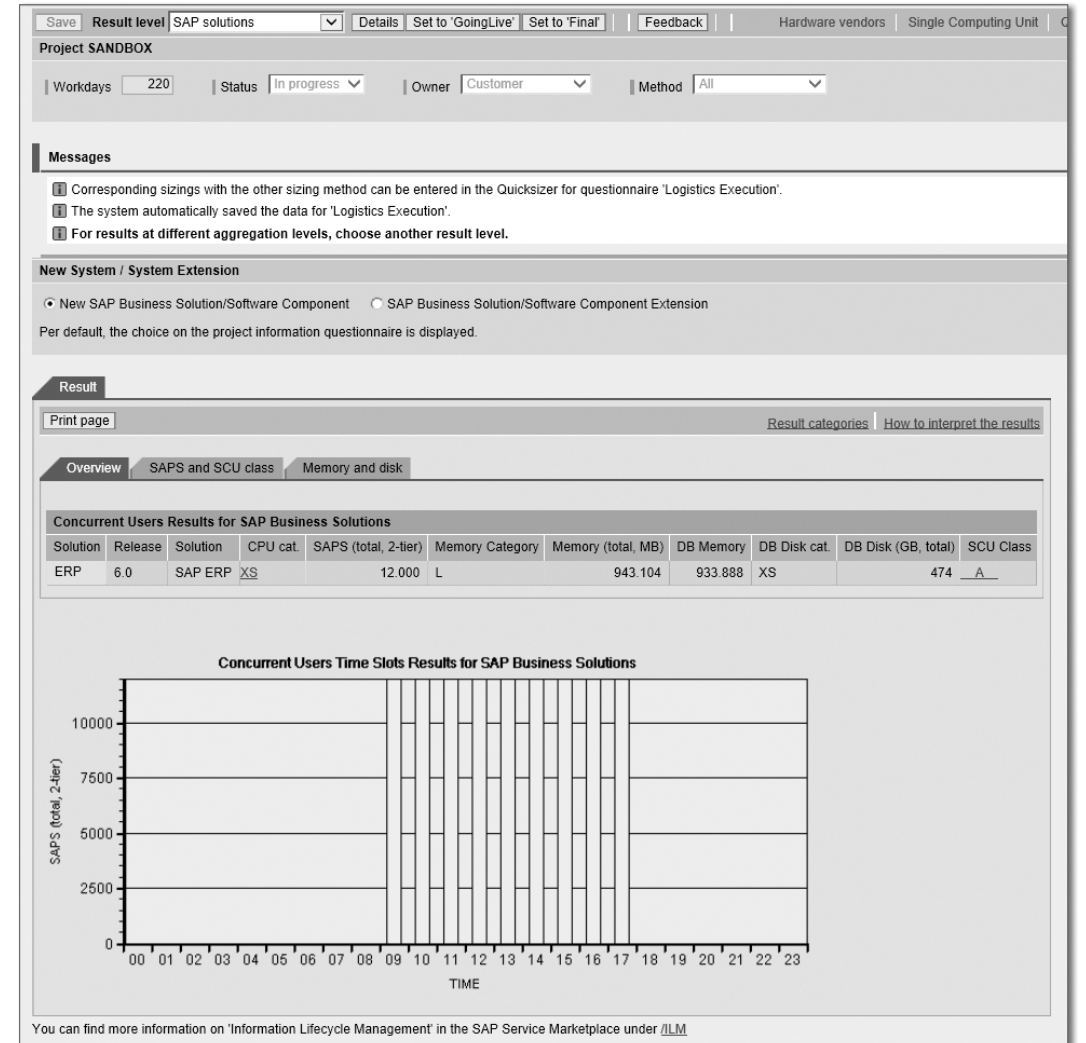 Save Result level SAP solutions Details Set to 'GoingLive' Set to 'Final' Feedback Hardware vendors Single Computing Unit
Project SANDBOX
Workdays 220 Status In progress Owner Customer Method All
Messages
Corresponding sizings with the other sizing method can be entered in the Quicksizer for questionnaire 'Logistics Execution'.
The system automatically saved the data for 'Logistics Execution'.
For results at different aggregation levels, choose another result level.
New System / System Extension
New SAP Business Solution/Software Component SAP Business Solution/Software Component Extension
Per default, the choice on the project information questionnaire is displayed.
Result
Print page Result categories How to interpret the results
Overview SAPS and SCU class Memory and disk
Concurrent Users Results for SAP Business Solutions
Solution Release Solution CPU cat. SAPS (total, 2-tier) Memory Category Memory (total, MB) DB Memory DB Disk cat. DB Disk (GB, total) SCU Class
ERP 6.0 SAP ERP XS 12.000 L 943.104 933.888 XS 474 A
Concurrent Users Time Slots Results for SAP Business Solutions
SAPS (total, 2-tier)
10000
7500
5000
2500
0
00 01 02 03 04 05 06 07 08 09 10 11 12 13 14 15 16 17 18 19 20 21 22 23
TIME
You can find more information on 'Information Lifecycle Management' in the SAP Service Marketplace under /ILM